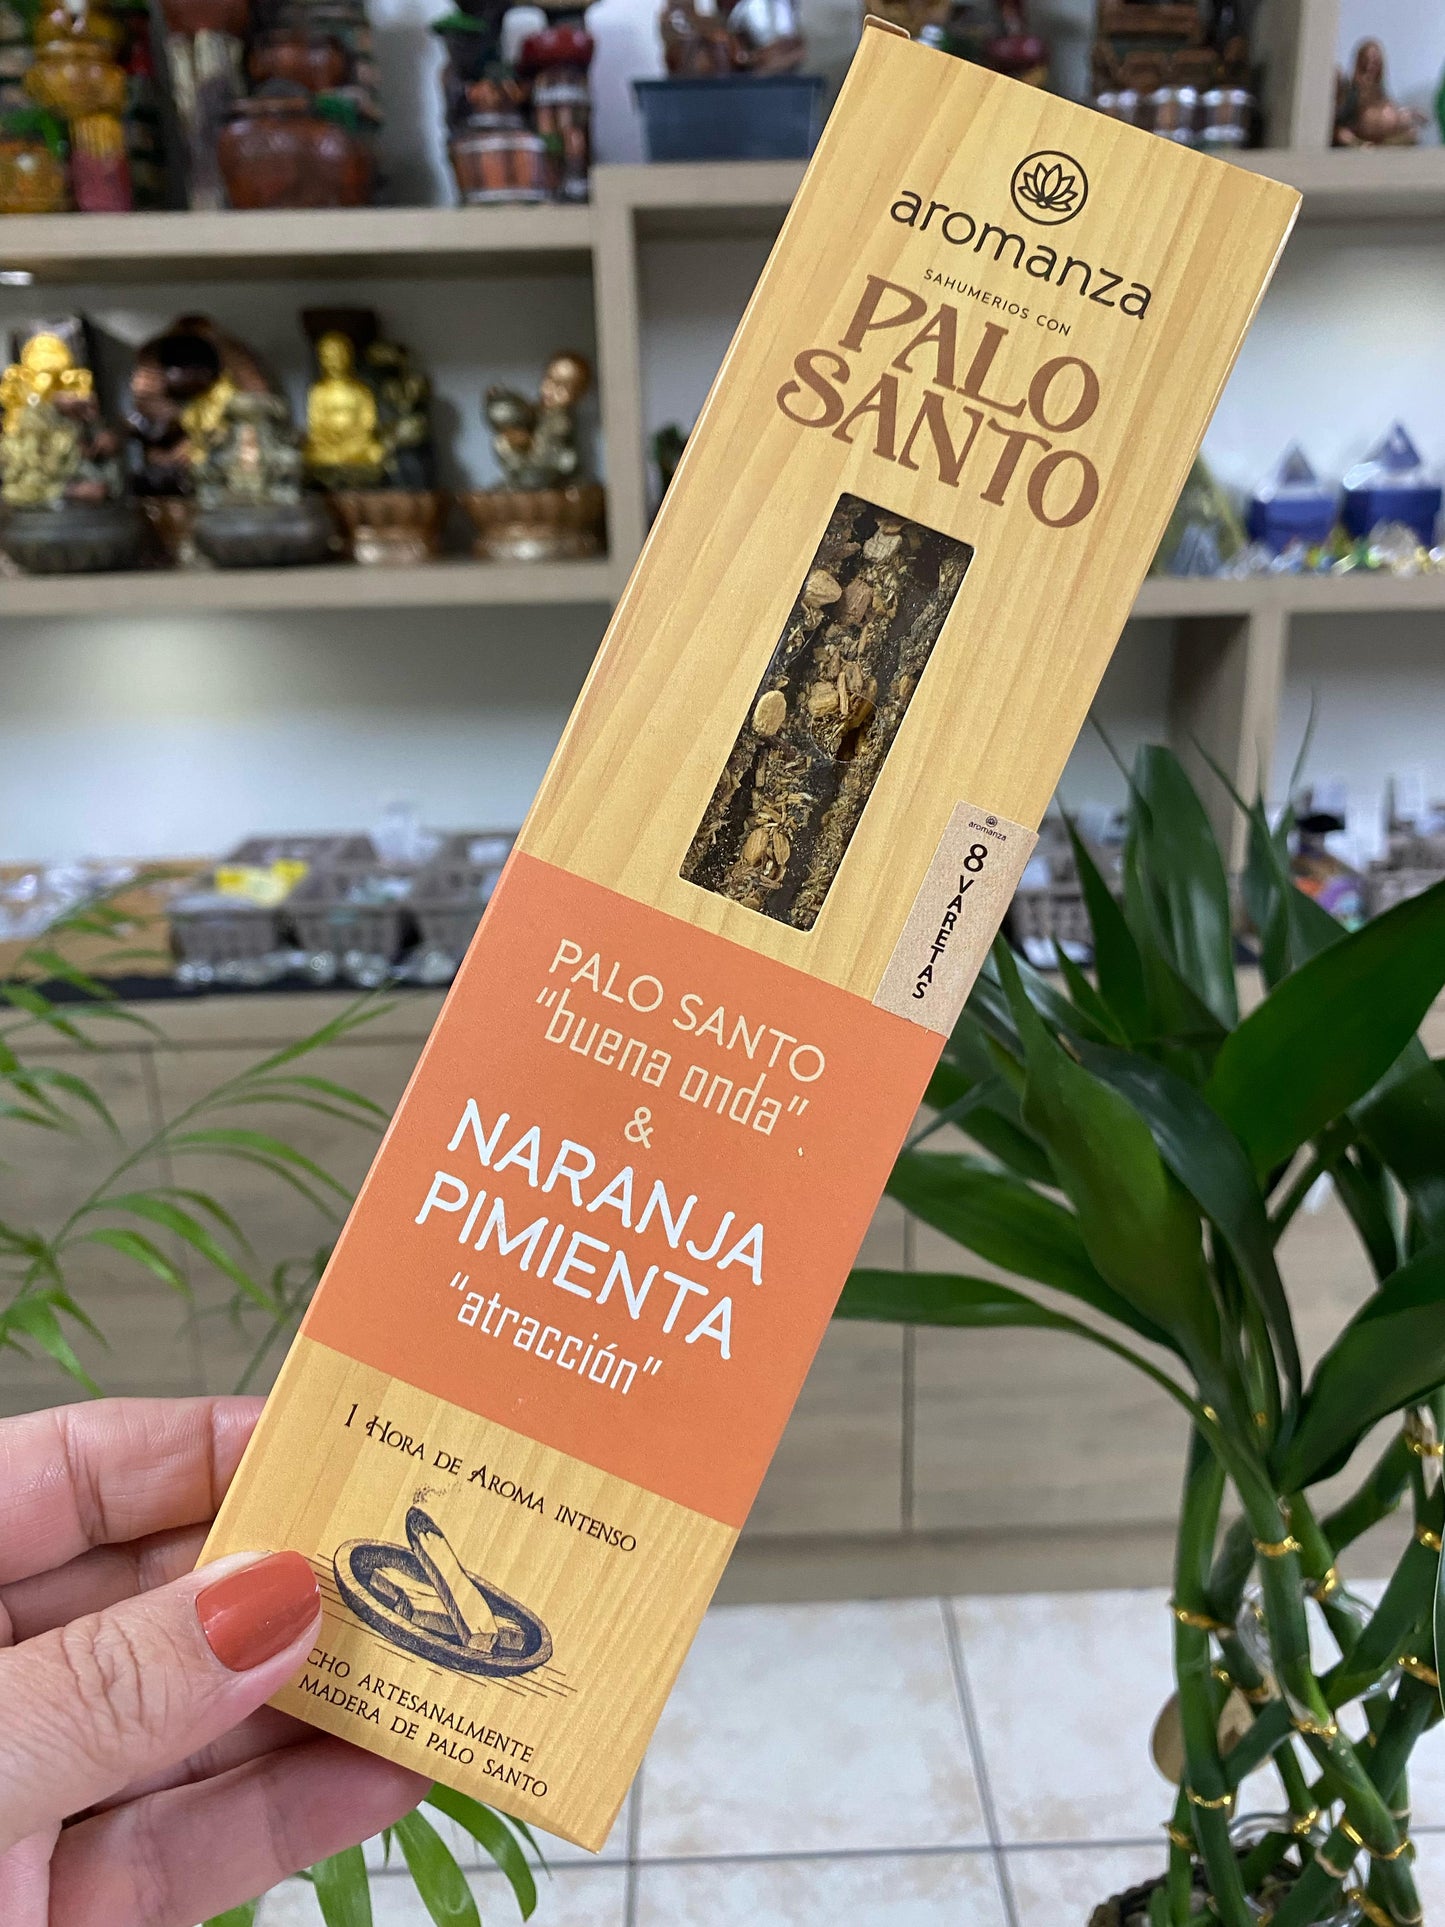 aromanza
SAHUMERIOS CON
PALO
SANTO
aromanza
8 VARETAS
PALO SANTO
"buena onda"
&
NARANJA
PIMIENTA
"atracción"
1 HORA DE AROMA INTENSO
ARTESANALMENTE
MADERA DE PALO SANTO